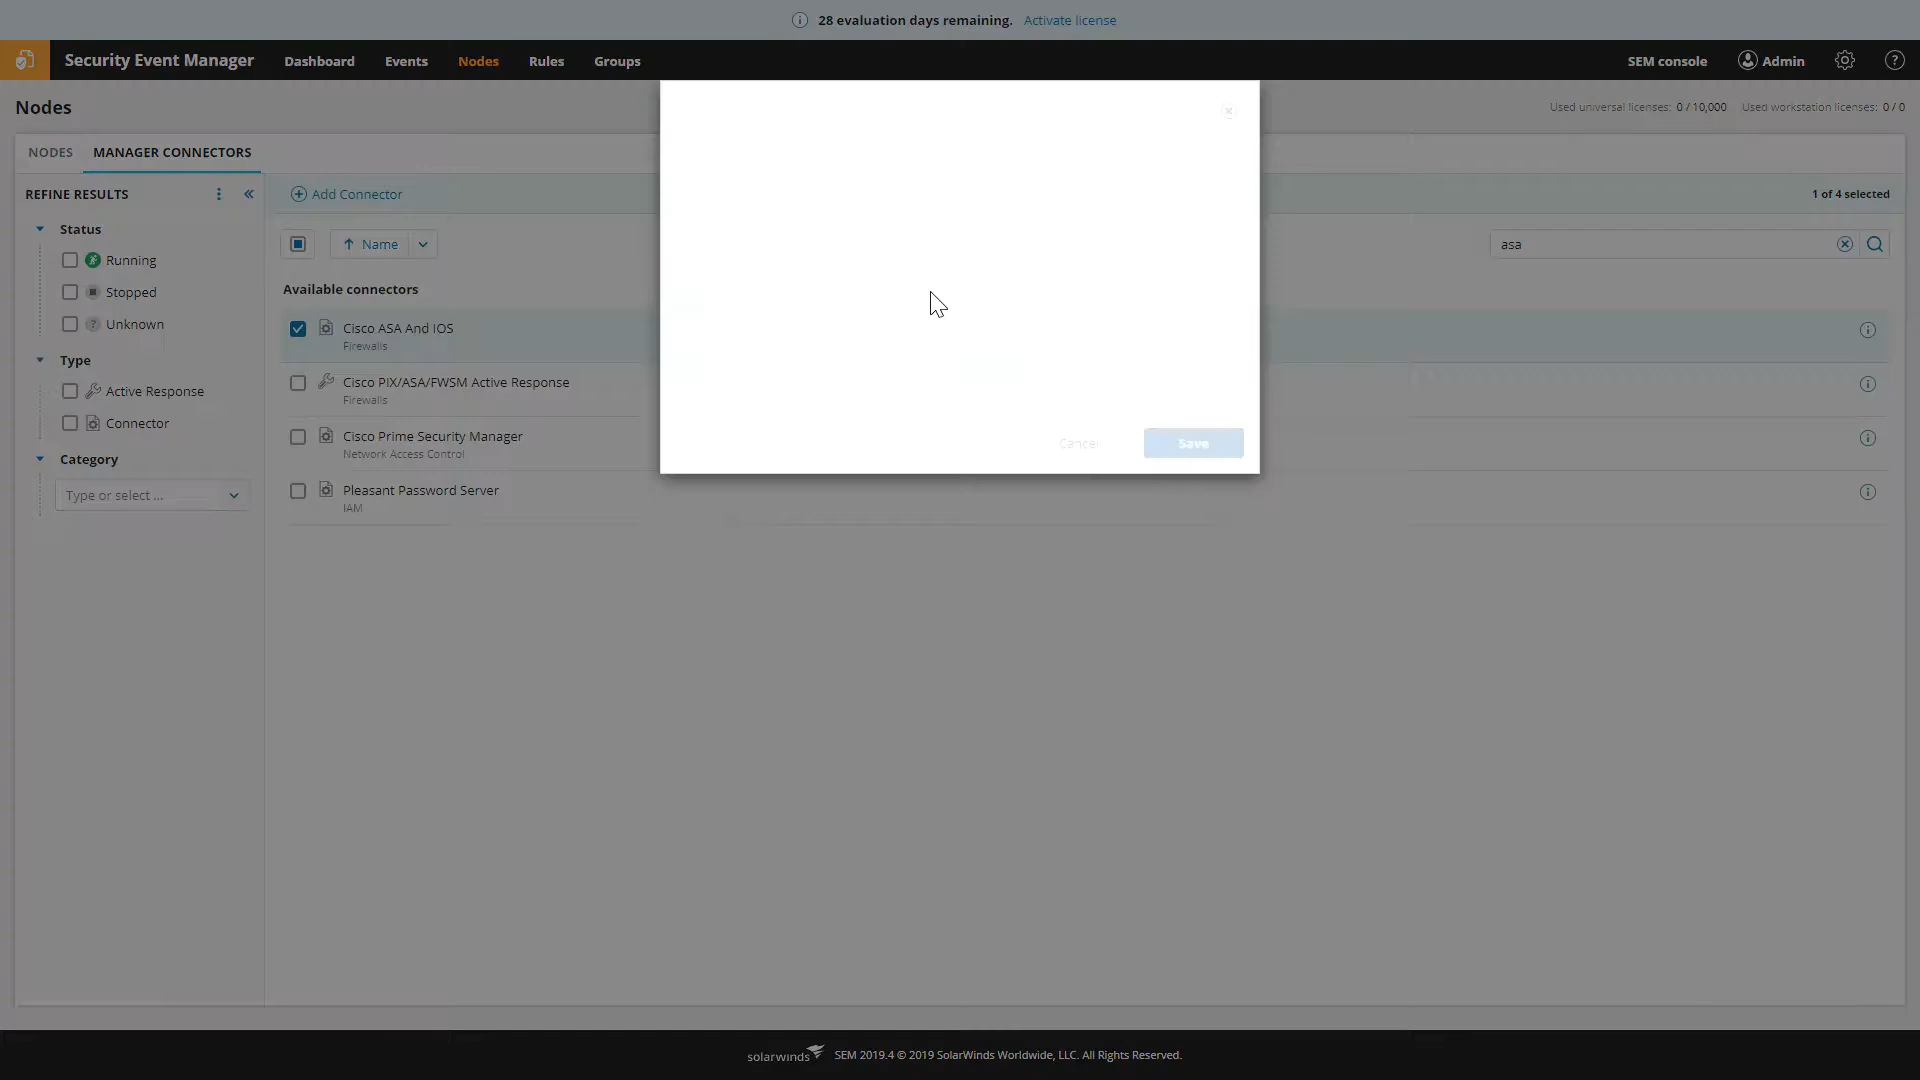 28 evaluation days remaining. Activate license
Security Event Manager Dashboard Events Nodes Rules Groups SEM console Admin
Nodes
Used universal licenses: 0 / 10,000 Used workstation licenses: 0 / 0
NODES MANAGER CONNECTORS
REFINE RESULTS
Status
Running
Stopped
Unknown
Type
Active Response
Connector
Category
Type or select ...
Add Connector
1 of 4 selected
Name
asa
Available connectors
Cisco ASA And IOS
Firewalls
Cisco PIX/ASA/FWSM Active Response
Firewalls
Cisco Prime Security Manager
Network Access Control
Pleasant Password Server
IAM
Cancel Save
solarwinds SEM 2019.4 © 2019 SolarWinds Worldwide, LLC. All Rights Reserved.